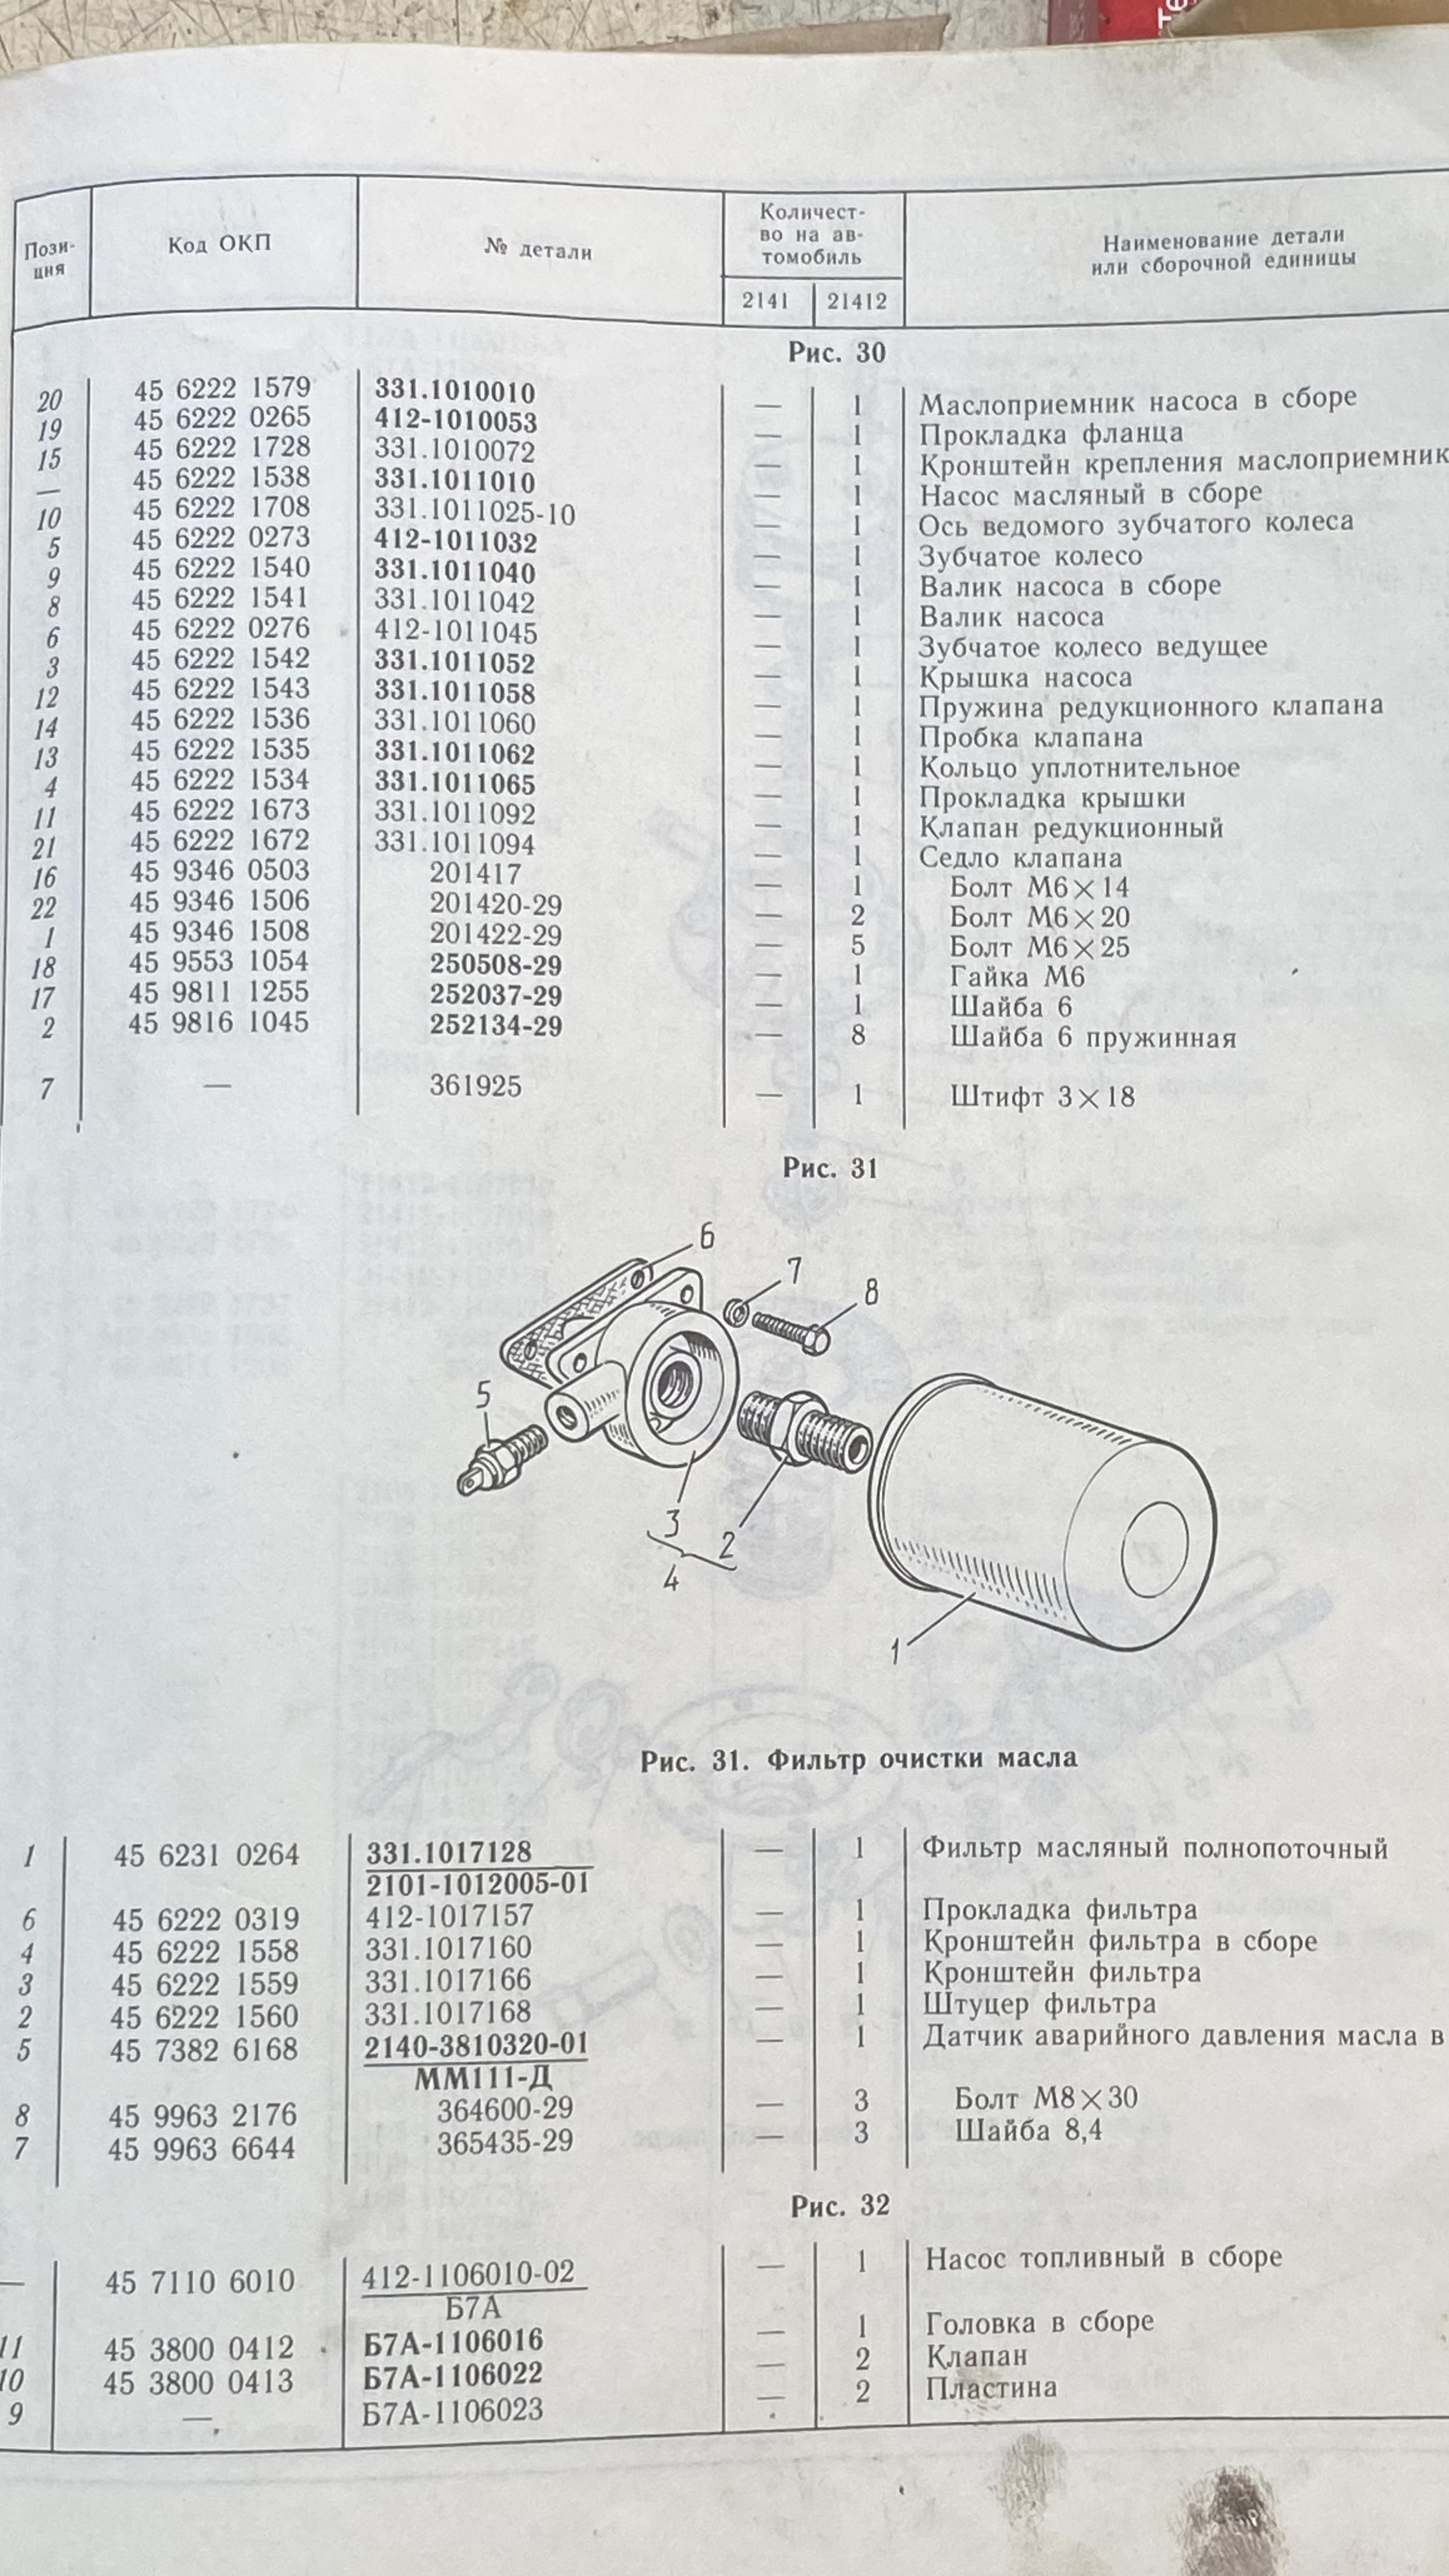 те
Пози-
ция
Код ОКП
№ детали
Количест-
во на ав-
томобиль
2141 21412
Наименование детали
или сборочной единицы
Рис. 30
20 45 6222 1579 331.1010010 — 1 Маслоприемник насоса в сборе
19 45 6222 0265 412-1010053 — 1 Прокладка фланца
15 45 6222 1728 331.1010072 — 1 Кронштейн крепления маслоприемник
— 45 6222 1538 331.1011010 — 1 Насос масляный в сборе
10 45 6222 1708 331.1011025-10 — 1 Ось ведомого зубчатого колеса
5 45 6222 0273 412-1011032 — 1 Зубчатое колесо
9 45 6222 1540 331.1011040 — 1 Валик насоса в сборе
8 45 6222 1541 331.1011042 — 1 Валик насоса
6 45 6222 0276 412-1011045 — 1 Зубчатое колесо ведущее
3 45 6222 1542 331.1011052 — 1 Крышка насоса
12 45 6222 1543 331.1011058 — 1 Пружина редукционного клапана
14 45 6222 1536 331.1011060 — 1 Пробка клапана
13 45 6222 1535 331.1011062 — 1 Кольцо уплотнительное
4 45 6222 1534 331.1011065 — 1 Прокладка крышки
11 45 6222 1673 331.1011092 — 1 Клапан редукционный
21 45 6222 1672 331.1011094 — 1 Седло клапана
16 45 9346 0503 201417 — 1 Болт М6×14
22 45 9346 1506 201420-29 — 2 Болт М6×20
1 45 9346 1508 201422-29 — 5 Болт М6×25
18 45 9553 1054 250508-29 — 1 Гайка М6
17 45 9811 1255 252037-29 — 1 Шайба 6
2 45 9816 1045 252134-29 — 8 Шайба 6 пружинная
7 — 361925 — 1 Штифт 3×18
Рис. 31
6
7
8
5
3
2
4
1
Рис. 31. Фильтр очистки масла
1 45 6231 0264 331.1017128 — 1 Фильтр масляный полнопоточный
2101-1012005-01
6 45 6222 0319 412-1017157 — 1 Прокладка фильтра
4 45 6222 1558 331.1017160 — 1 Кронштейн фильтра в сборе
3 45 6222 1559 331.1017166 — 1 Кронштейн фильтра
2 45 6222 1560 331.1017168 — 1 Штуцер фильтра
5 45 7382 6168 2140-3810320-01 — 1 Датчик аварийного давления масла в
ММ111-Д
8 45 9963 2176 364600-29 — 3 Болт М8×30
7 45 9963 6644 365435-29 — 3 Шайба 8,4
Рис. 32
— 45 7110 6010 412-1106010-02 — 1 Насос топливный в сборе
Б7А
11 45 3800 0412 Б7А-1106016 — 1 Головка в сборе
10 45 3800 0413 Б7А-1106022 — 2 Клапан
9 — Б7А-1106023 — 2 Пластина